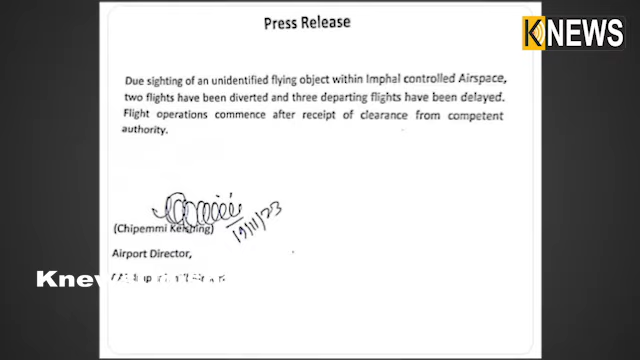 Press Release
K NEWS
Due sighting of an unidentified flying object within Imphal controlled Airspace,
two flights have been diverted and three departing flights have been delayed.
Flight operations commence after receipt of clearance from competent
authority.
19/11/23
(Chipemmi Keishing)
Airport Director,
Knew